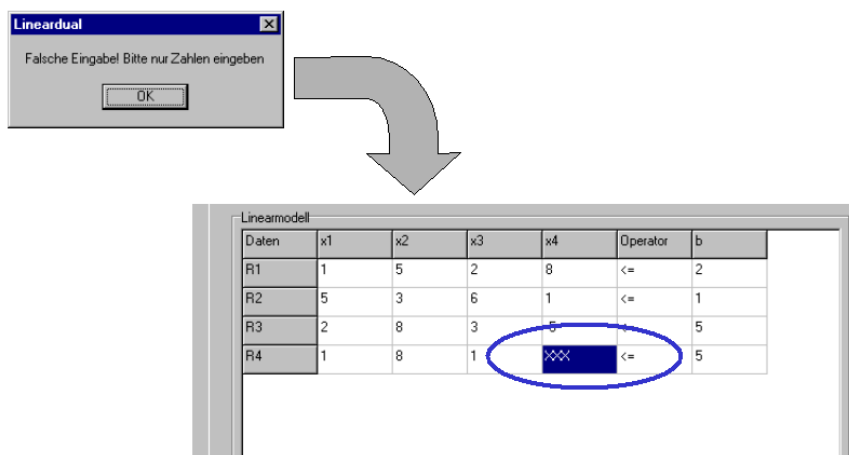 Lineardual
Falsche Eingabe! Bitte nur Zahlen eingeben
OK
Linearmodell
Daten x1 x2 x3 x4 Operator b
R1 1 5 2 8 <= 2
R2 5 3 6 1 <= 1
R3 2 8 3 5 5
R4 1 8 1 XXX <= 5